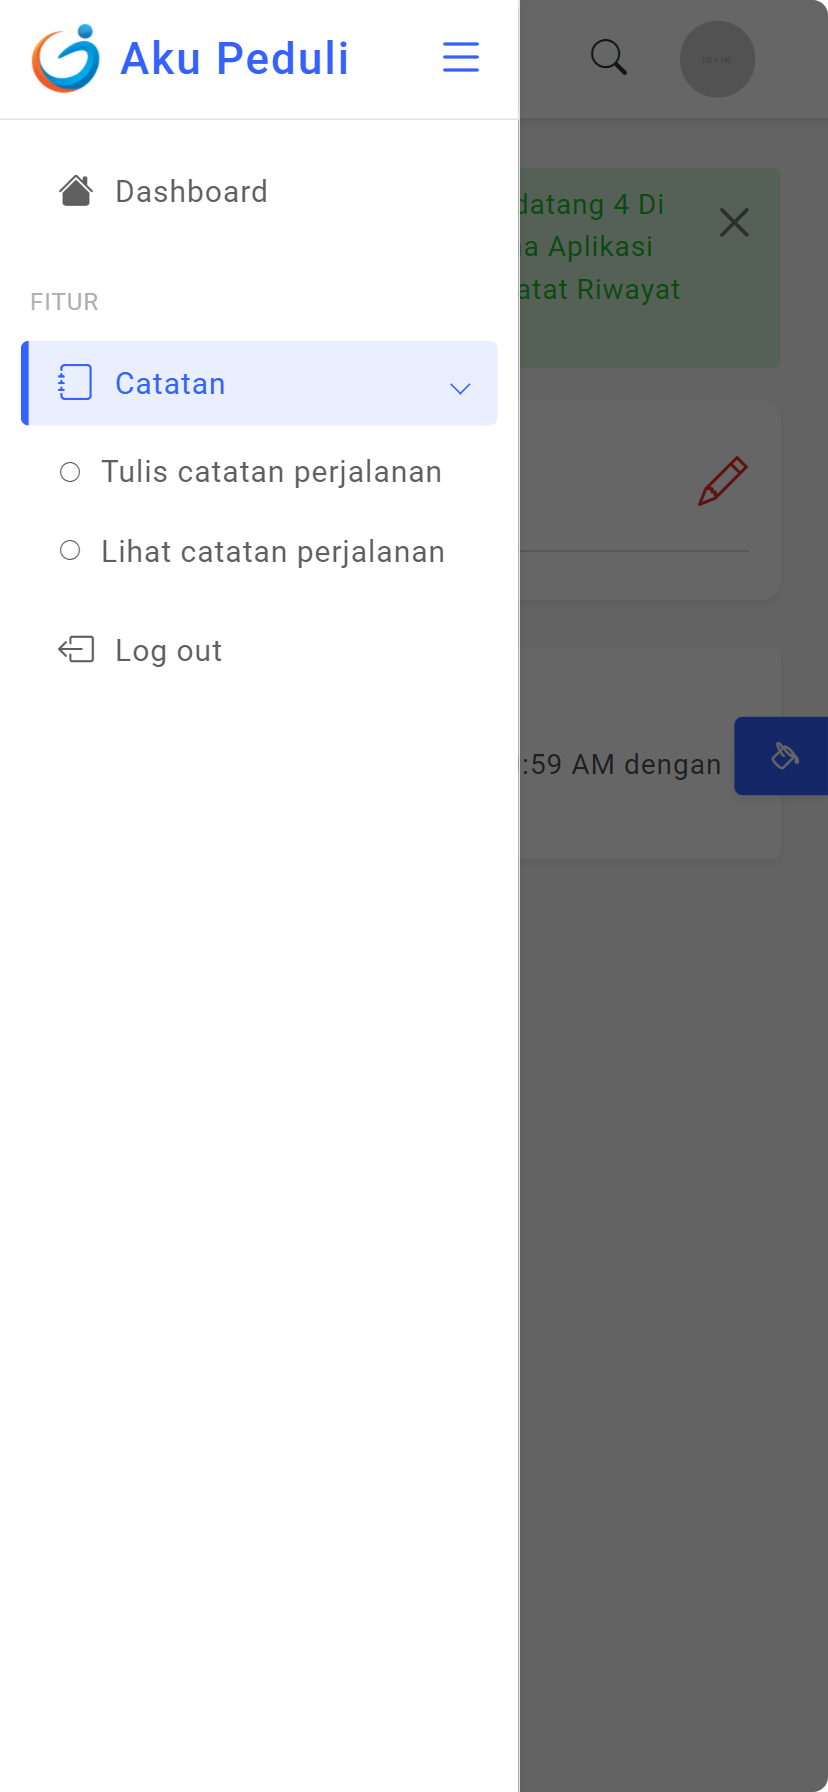 Aku Peduli
Dashboard
FITUR
Catatan
Tulis catatan perjalanan
Lihat catatan perjalanan
Log out
datang 4 Di
a Aplikasi
atat Riwayat
:59 AM dengan